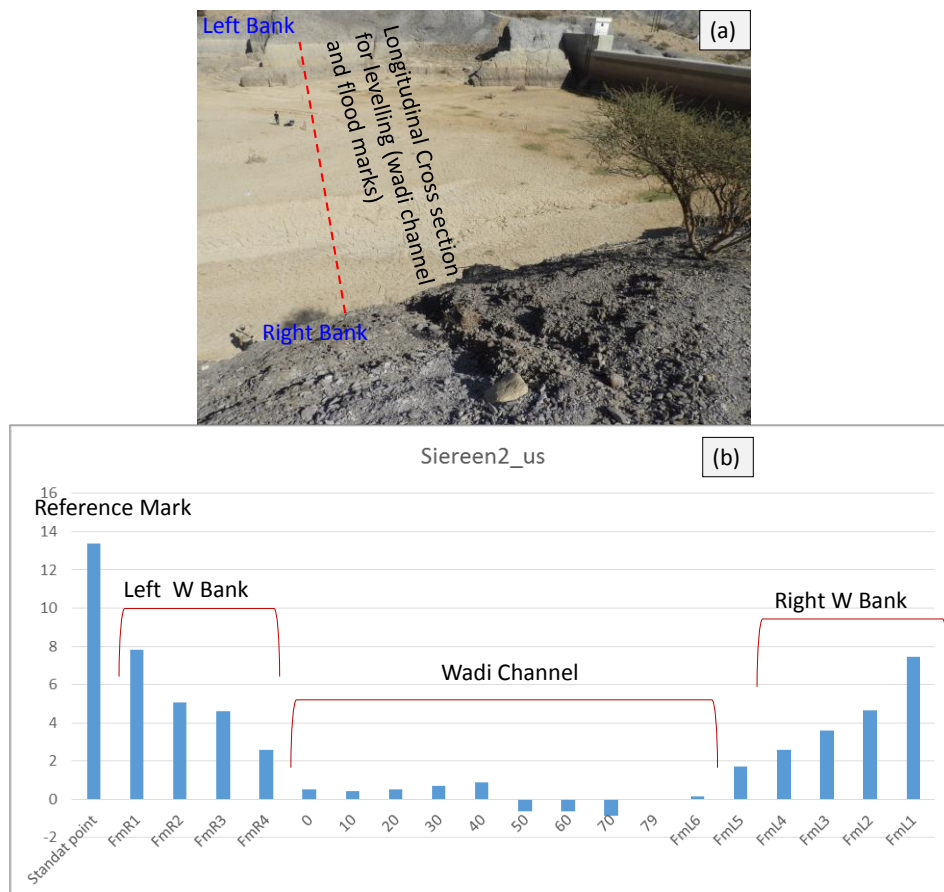 Left Bank
(a)
Longitudinal Cross section
for levelling (wadi channel
and flood marks)
Right Bank
Siereen2_us
(b)
16
Reference Mark
14
12
Left W Bank
10
Right W Bank
8
Wadi Channel
6
4
2
0
-2
Standat point
FmR1
FmR2
FmR3
FmR4
0
10
20
30
40
50
60
70
79
FmL6
FmL5
FmL4
FmL3
FmL2
FmL1